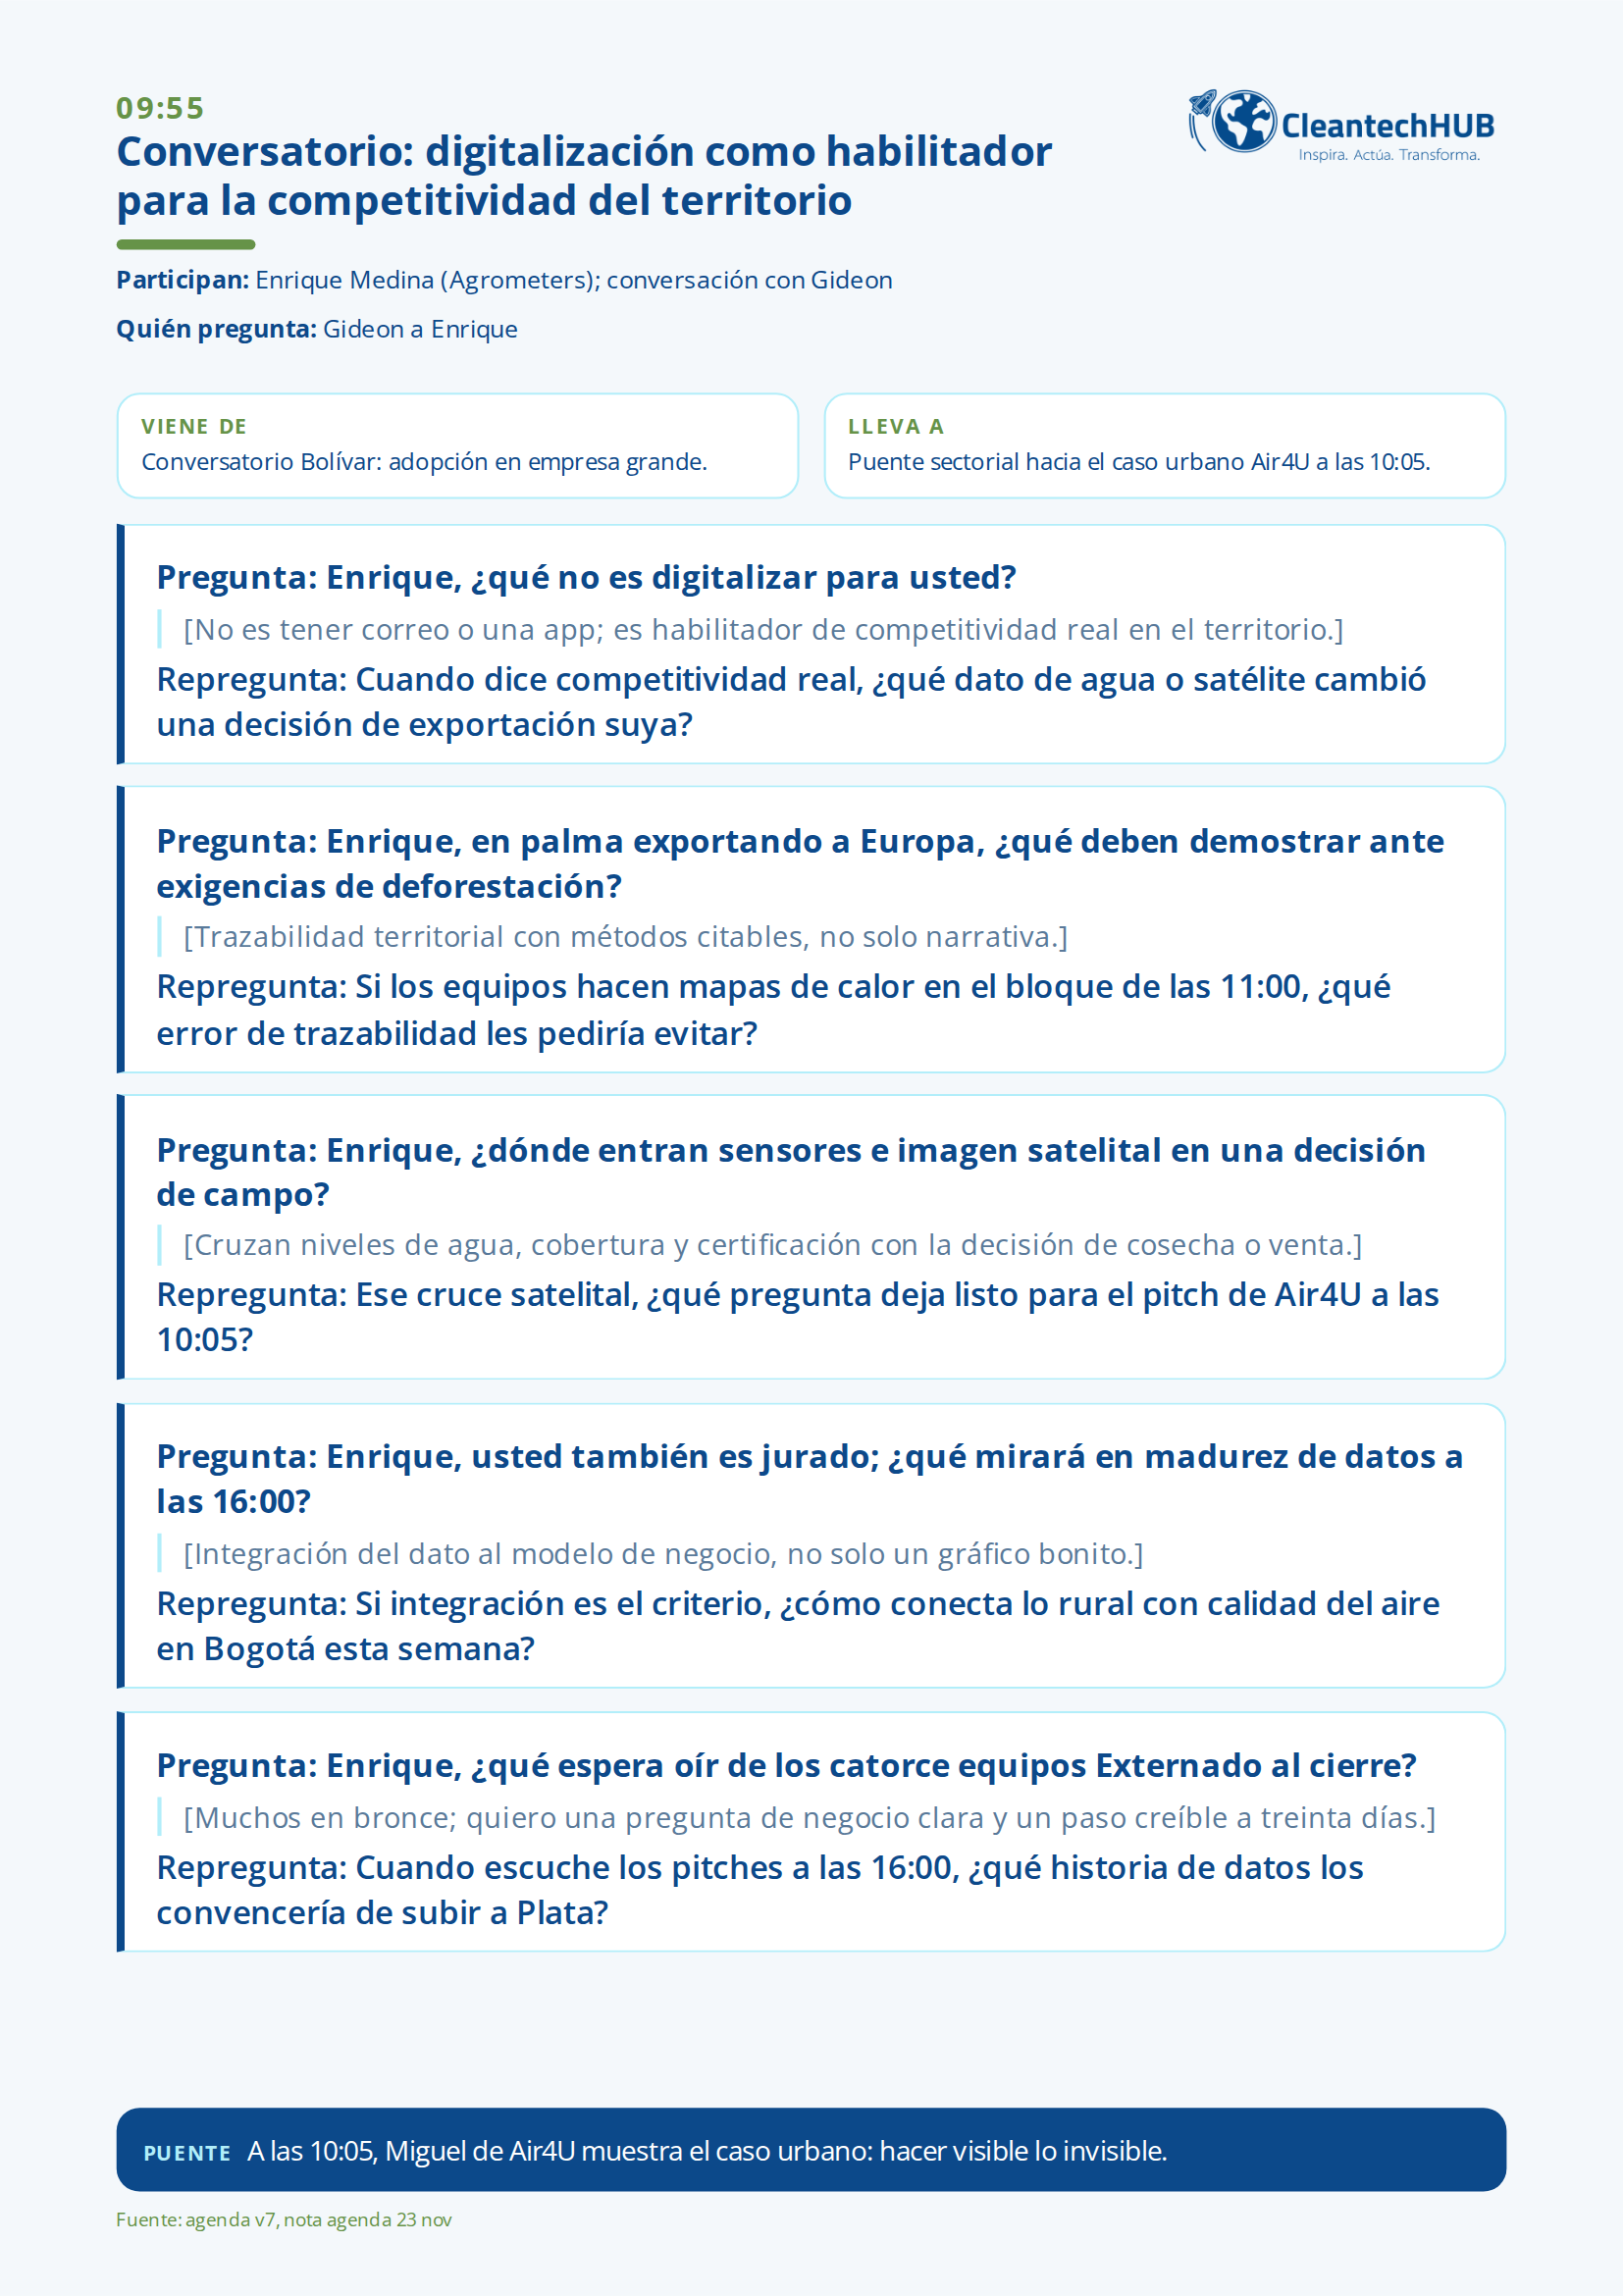 09:55
Conversatorio: digitalización como habilitador
para la competitividad del territorio
CleantechHUB
Inspira. Actúa. Transforma.
Participan: Enrique Medina (Agrometers); conversación con Gideon
Quién pregunta: Gideon a Enrique
VIENE DE
Conversatorio Bolívar: adopción en empresa grande.
LLEVA A
Puente sectorial hacia el caso urbano Air4U a las 10:05.
Pregunta: Enrique, ¿qué no es digitalizar para usted?
[No es tener correo o una app; es habilitador de competitividad real en el territorio.]
Repregunta: Cuando dice competitividad real, ¿qué dato de agua o satélite cambió
una decisión de exportación suya?
Pregunta: Enrique, en palma exportando a Europa, ¿qué deben demostrar ante
exigencias de deforestación?
[Trazabilidad territorial con métodos citables, no solo narrativa.]
Repregunta: Si los equipos hacen mapas de calor en el bloque de las 11:00, ¿qué
error de trazabilidad les pediría evitar?
Pregunta: Enrique, ¿dónde entran sensores e imagen satelital en una decisión
de campo?
[Cruzan niveles de agua, cobertura y certificación con la decisión de cosecha o venta.]
Repregunta: Ese cruce satelital, ¿qué pregunta deja listo para el pitch de Air4U a las
10:05?
Pregunta: Enrique, usted también es jurado; ¿qué mirará en madurez de datos a
las 16:00?
[Integración del dato al modelo de negocio, no solo un gráfico bonito.]
Repregunta: Si integración es el criterio, ¿cómo conecta lo rural con calidad del aire
en Bogotá esta semana?
Pregunta: Enrique, ¿qué espera oír de los catorce equipos Externado al cierre?
[Muchos en bronce; quiero una pregunta de negocio clara y un paso creíble a treinta días.]
Repregunta: Cuando escuche los pitches a las 16:00, ¿qué historia de datos los
convencería de subir a Plata?
PUENTE A las 10:05, Miguel de Air4U muestra el caso urbano: hacer visible lo invisible.
Fuente: agenda v7, nota agenda 23 nov